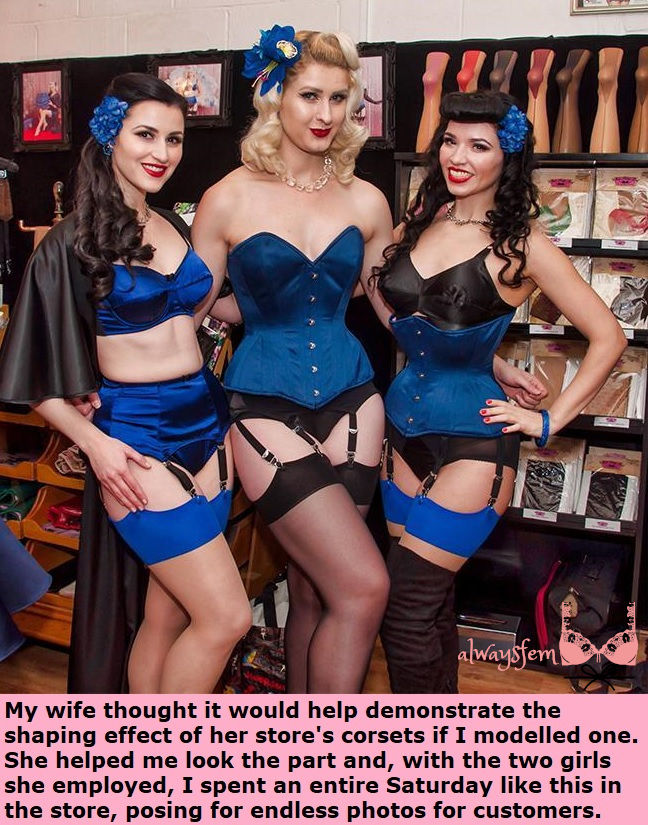 alwaysfem
My wife thought it would help demonstrate the
shaping effect of her store's corsets if I modelled one.
She helped me look the part and, with the two girls
she employed, I spent an entire Saturday like this in
the store, posing for endless photos for customers.